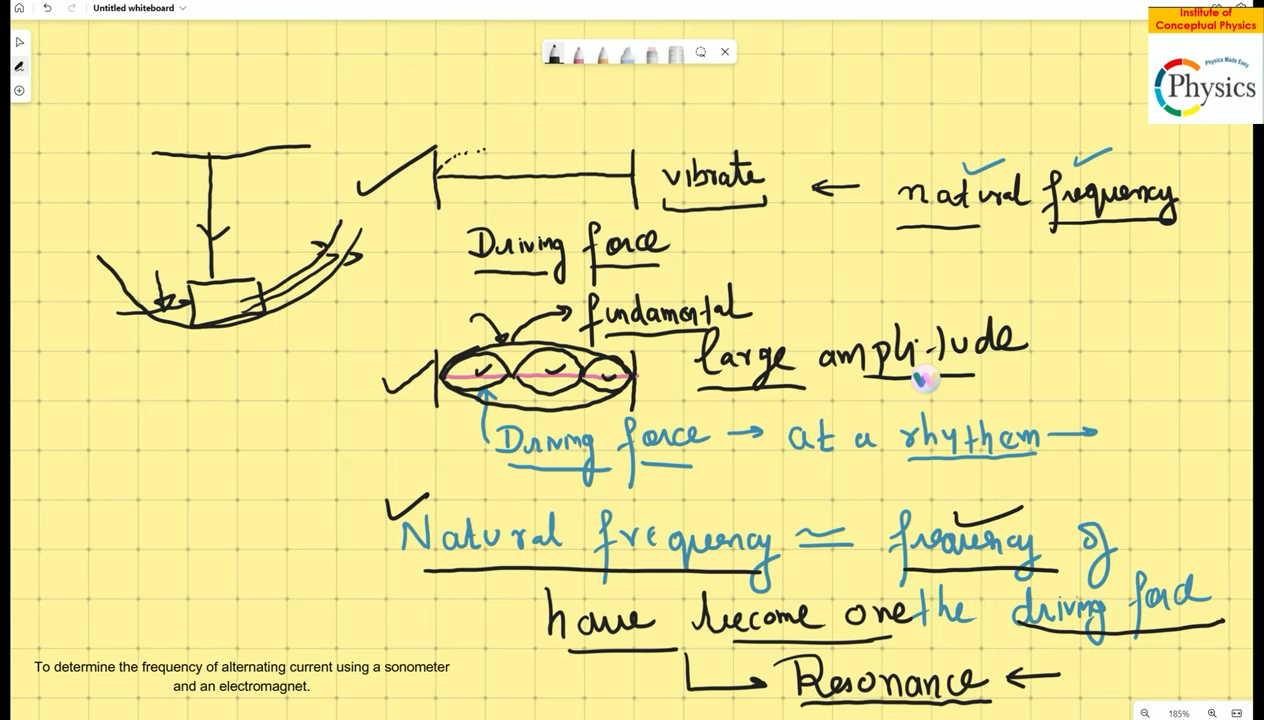 Untitled whiteboard
Institute of
Conceptual Physics
Physics Made Easy
Physics
vibrate ← natural frequency
Driving force
fundamental
large amplitude
Driving force → at a rhythem →
Natural frequency ≃ frequency of
have become one the driving force
Resonance ←
To determine the frequency of alternating current using a sonometer
and an electromagnet.
185%